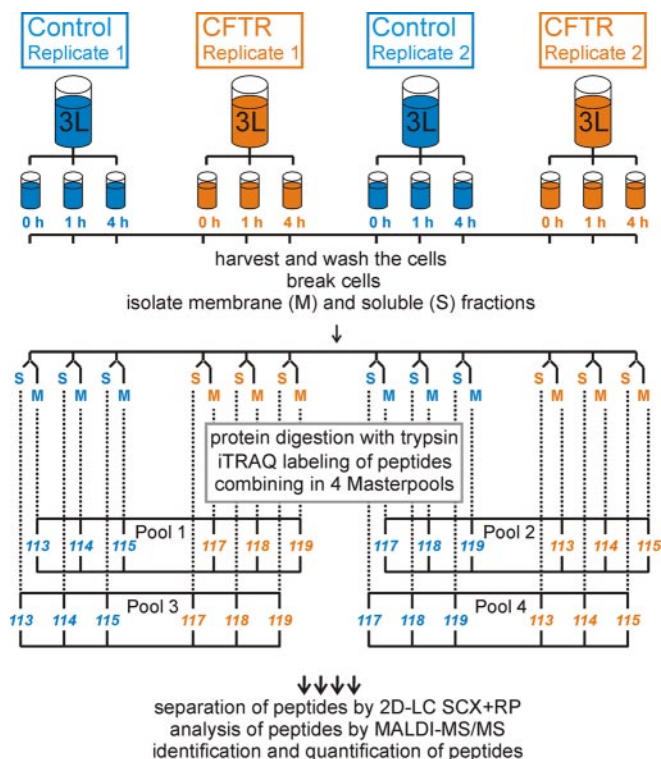 Control CFTR Control CFTR
Replicate 1 Replicate 1 Replicate 2 Replicate 2
3L 3L 3L 3L
0 h 1 h 4 h 0 h 1 h 4 h 0 h 1 h 4 h 0 h 1 h 4 h
harvest and wash the cells
break cells
isolate membrane (M) and soluble (S) fractions
S S S S S S S S S S S S
M M M M M M M M M M M M
protein digestion with trypsin
iTRAQ labeling of peptides
combining in 4 Masterpools
Pool 1 Pool 2
113 114 115 117 118 119 117 118 119 113 114 115
Pool 3 Pool 4
113 114 115 117 118 119 117 118 119 113 114 115
separation of peptides by 2D-LC SCX+RP
analysis of peptides by MALDI-MS/MS
identification and quantification of peptides